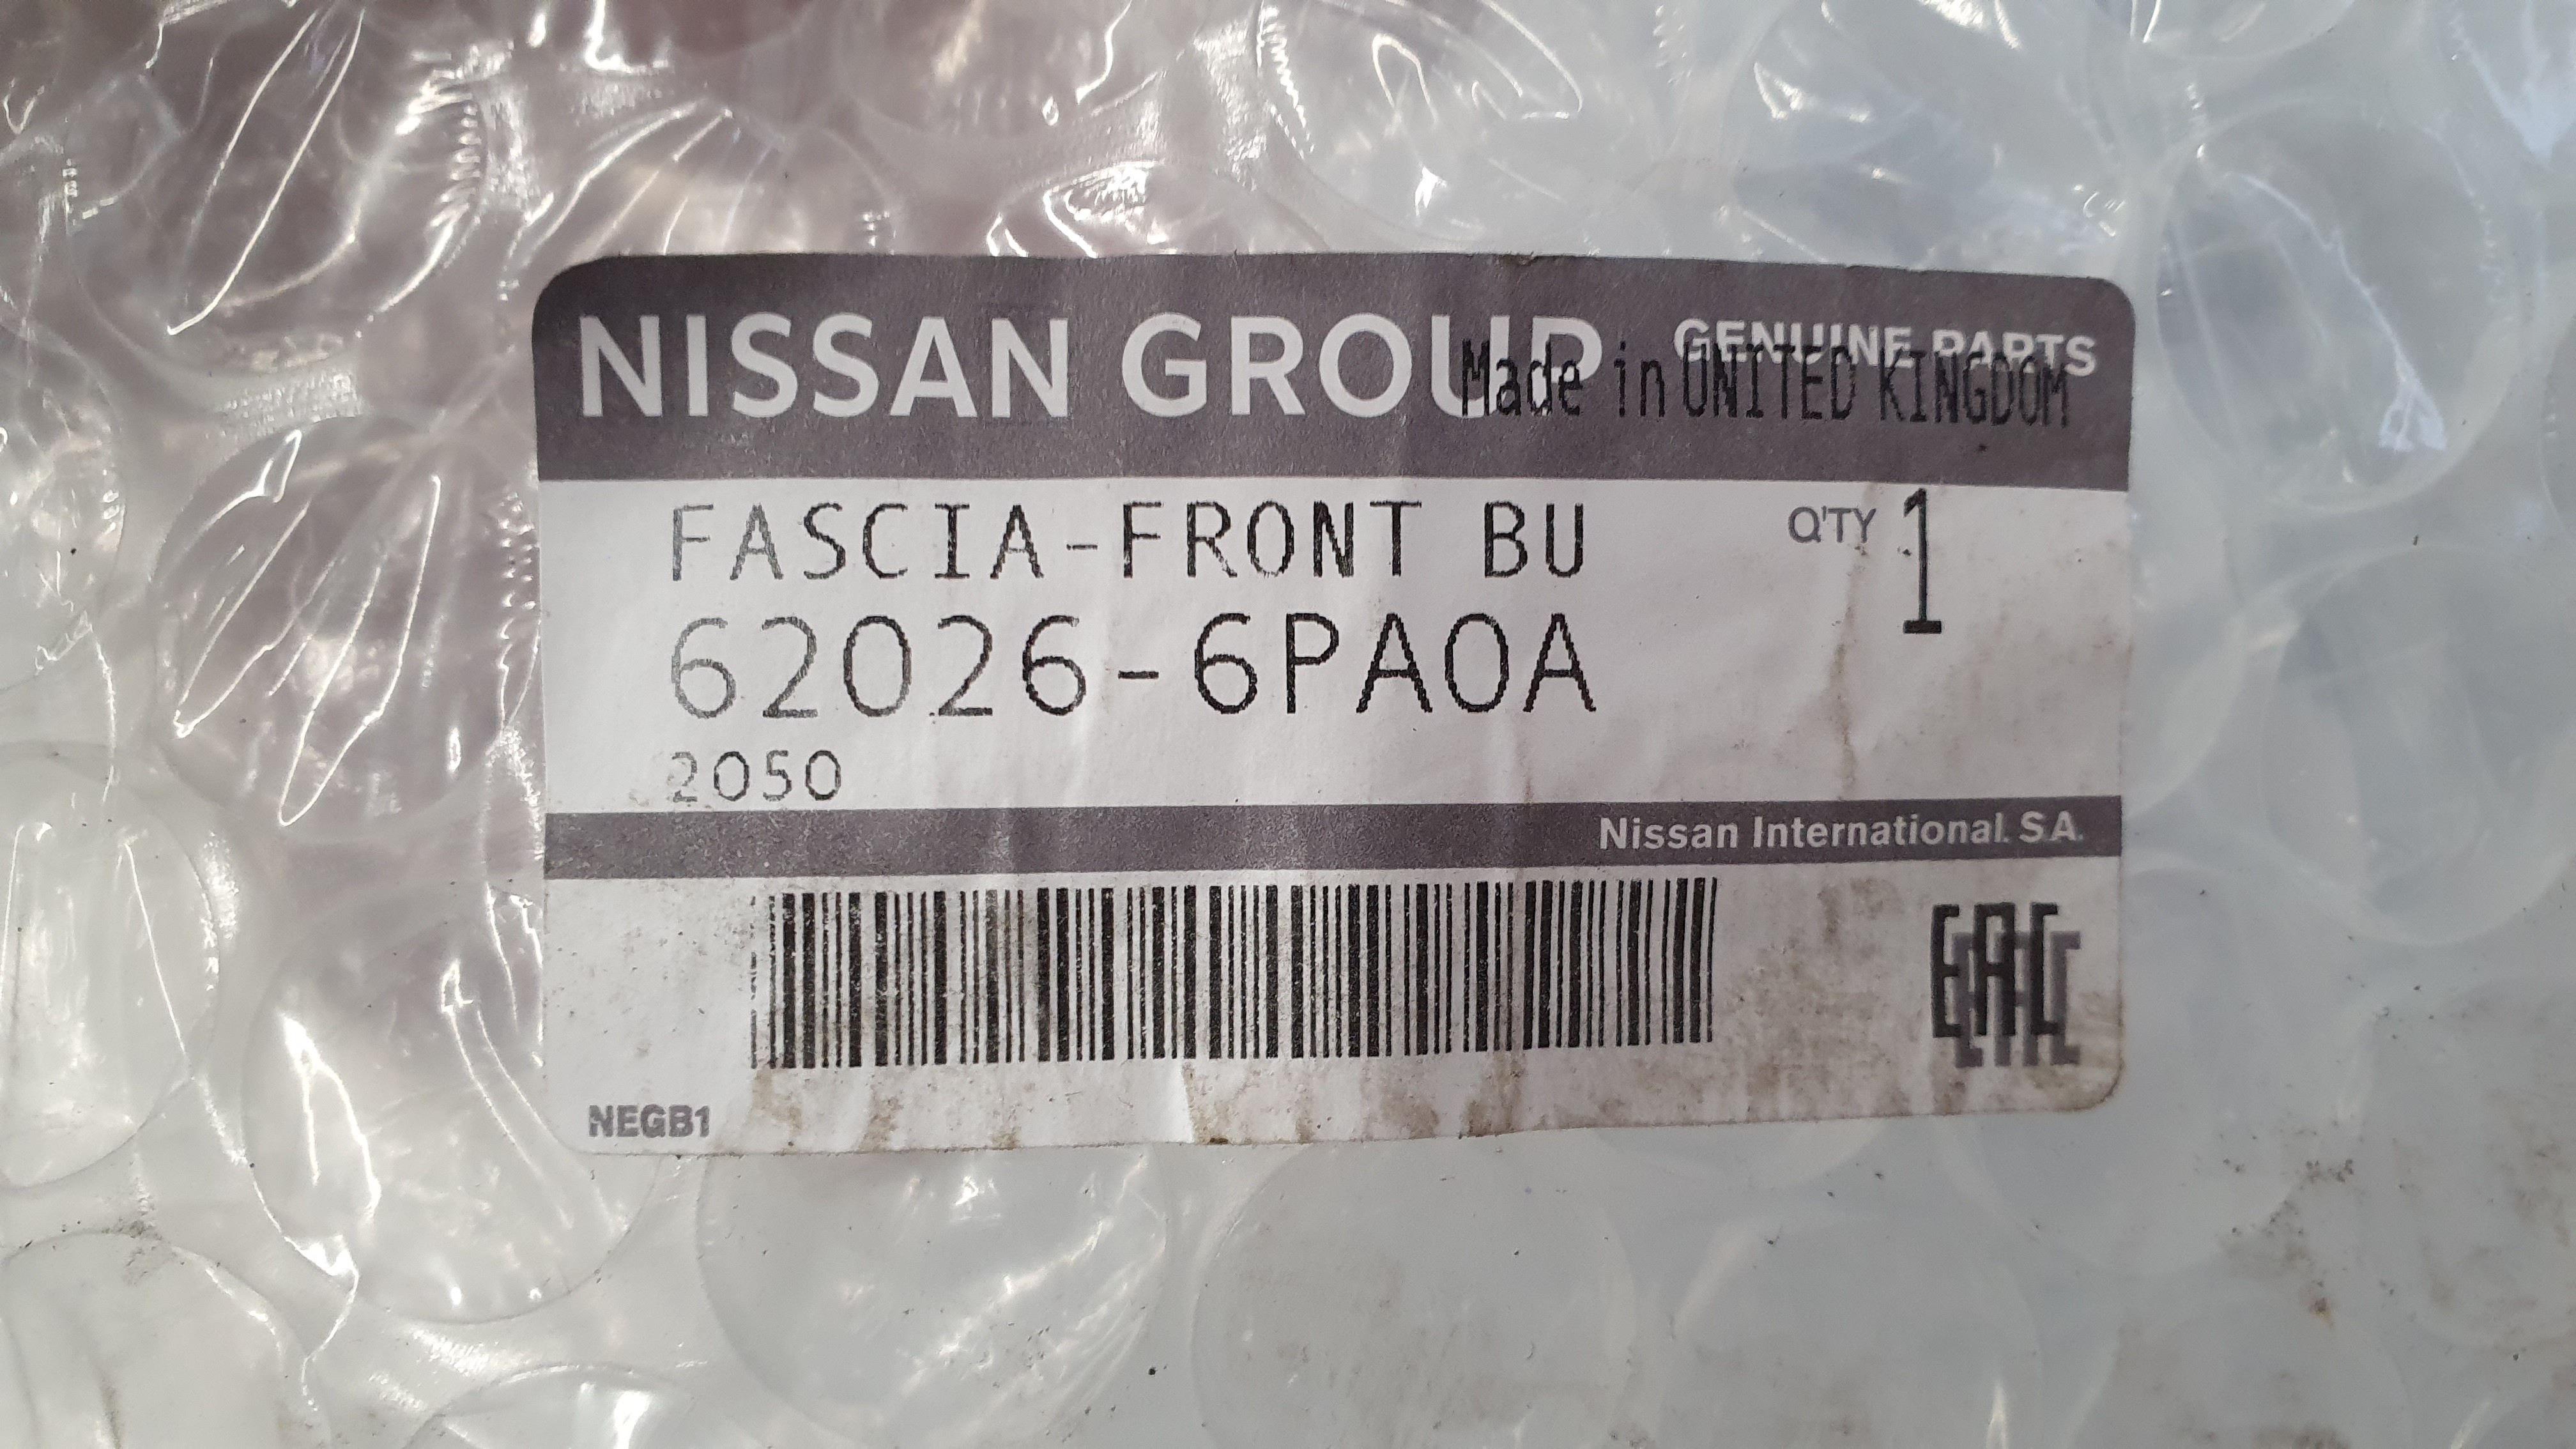 NISSAN GROUP GENUINE PARTS
Made in UNITED KINGDOM
FASCIA-FRONT BU Q'TY 1
62026-6PA0A
2050
Nissan International. S.A.
EAC
NEGB1